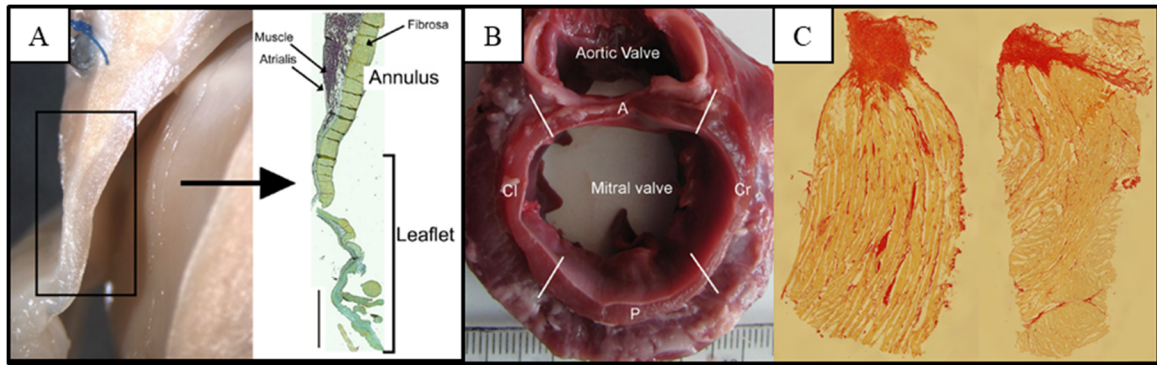 A
Muscle
Atrialis
Fibrosa
Annulus
Leaflet
B
Aortic Valve
A
Mitral valve
Cl
Cr
P
C